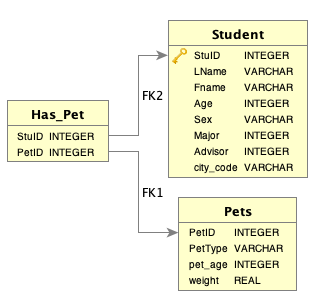 Student
StuID INTEGER
LName VARCHAR
Fname VARCHAR
Age INTEGER
Sex VARCHAR
Major INTEGER
Advisor INTEGER
city_code VARCHAR
FK2
Has_Pet
StuID INTEGER
PetID INTEGER
FK1
Pets
PetID INTEGER
PetType VARCHAR
pet_age INTEGER
weight REAL